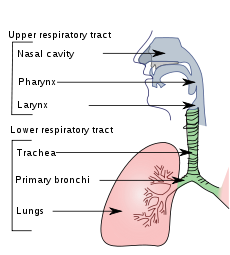 Upper respiratory tract
Nasal cavity
Pharynx
Larynx
Lower respiratory tract
Trachea
Primary bronchi
Lungs